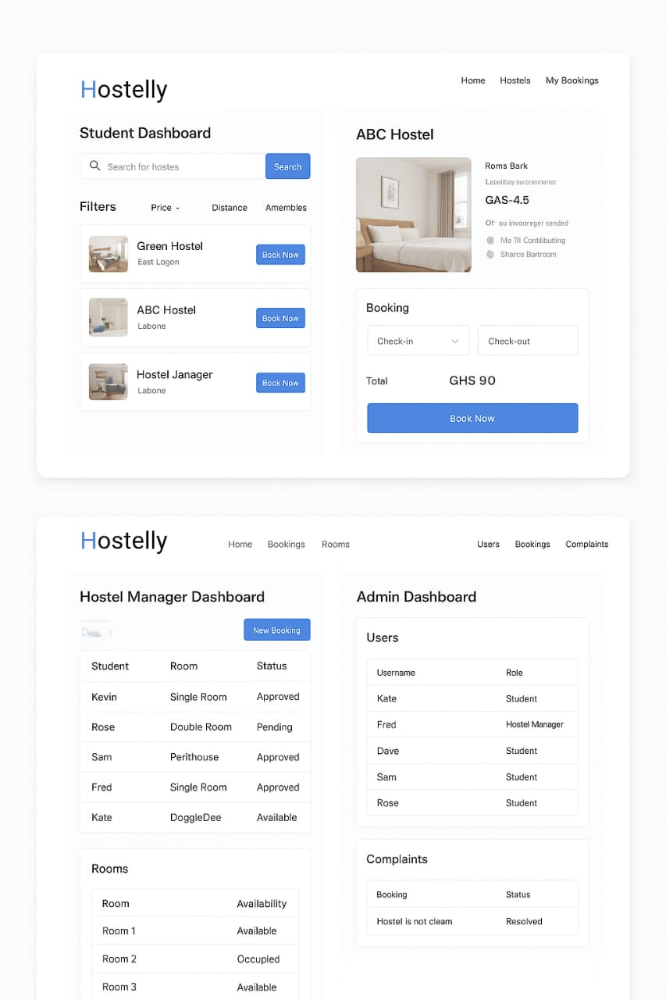 Hostelly
Home Hostels My Bookings
Student Dashboard
Search for hostes
Search
Filters Price Distance Amembles
Green Hostel
East Logon
Book Now
ABC Hostel
Labone
Book Now
Hostel Janager
Labone
Book Now
ABC Hostel
Roms Bark
GAS-4.5
Of· ou invooreger sended
Me TII Contilibutiing
Sharce Bartroom
Booking
Check-in Check-out
Total GHS 90
Book Now
Hostelly
Home Bookings Rooms
Users Bookings Complaints
Hostel Manager Dashboard
New Booking
Student Room Status
Kevin Single Room Approved
Rose Double Room Pending
Sam Perithouse Approved
Fred Single Room Approved
Kate DoggleDee Available
Rooms
Room Availability
Room 1 Available
Room 2 Occupled
Room 3 Available
Admin Dashboard
Users
Username Role
Kate Student
Fred Hostel Manager
Dave Student
Sam Student
Rose Student
Complaints
Booking Status
Hostel is not cleam Resolved